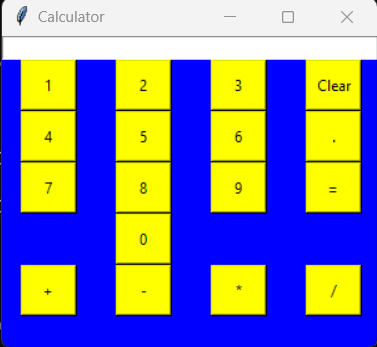 Calculator
1 2 3 Clear
4 5 6 .
7 8 9 =
0
+ - * /